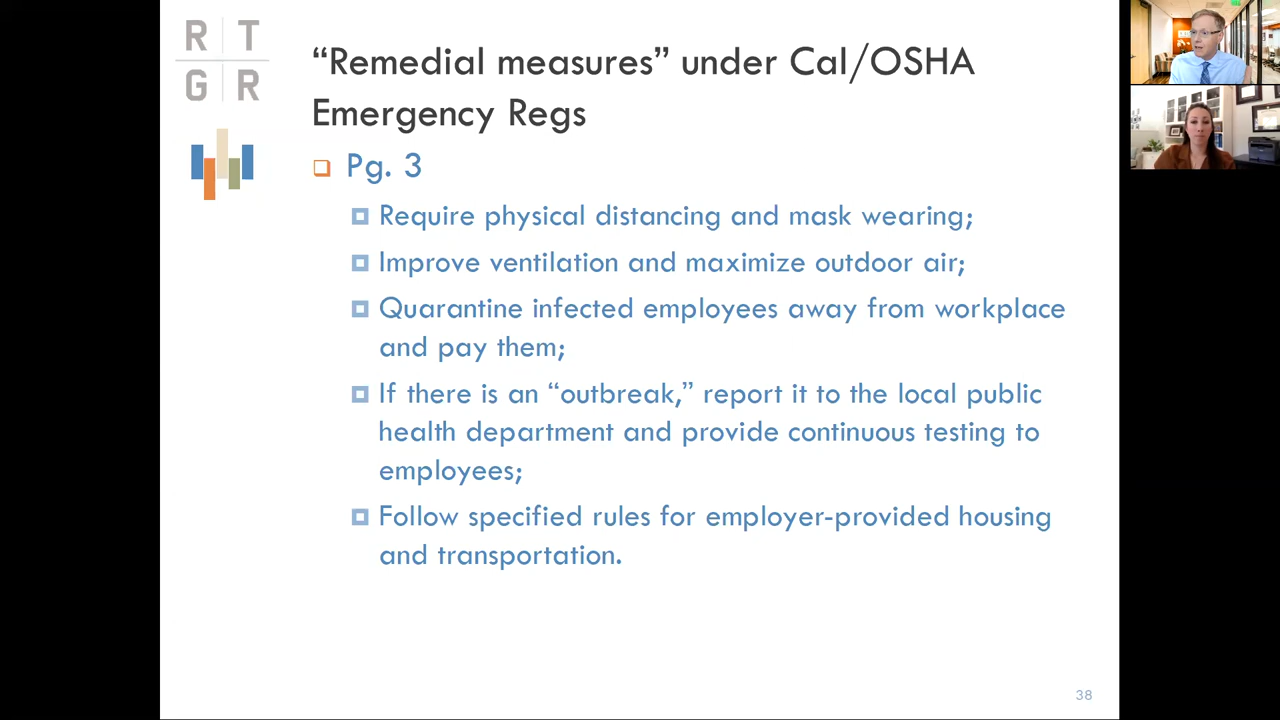 R T
G R
“Remedial measures” under Cal/OSHA
Emergency Regs
Pg. 3
Require physical distancing and mask wearing;
Improve ventilation and maximize outdoor air;
Quarantine infected employees away from workplace
and pay them;
If there is an “outbreak,” report it to the local public
health department and provide continuous testing to
employees;
Follow specified rules for employer-provided housing
and transportation.
38